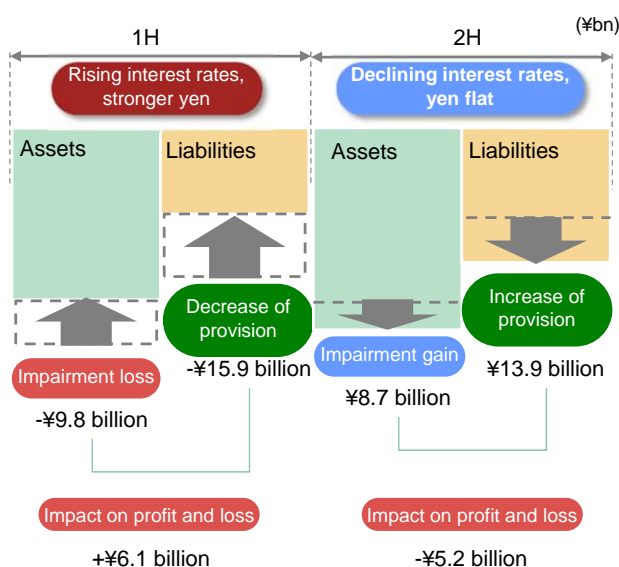 (¥bn)
1H
2H
Rising interest rates,
stronger yen
Declining interest rates,
yen flat
Assets
Liabilities
Assets
Liabilities
Decrease of
provision
Increase of
provision
Impairment loss
-¥15.9 billion
Impairment gain
¥13.9 billion
-¥9.8 billion
¥8.7 billion
Impact on profit and loss
Impact on profit and loss
+¥6.1 billion
-¥5.2 billion